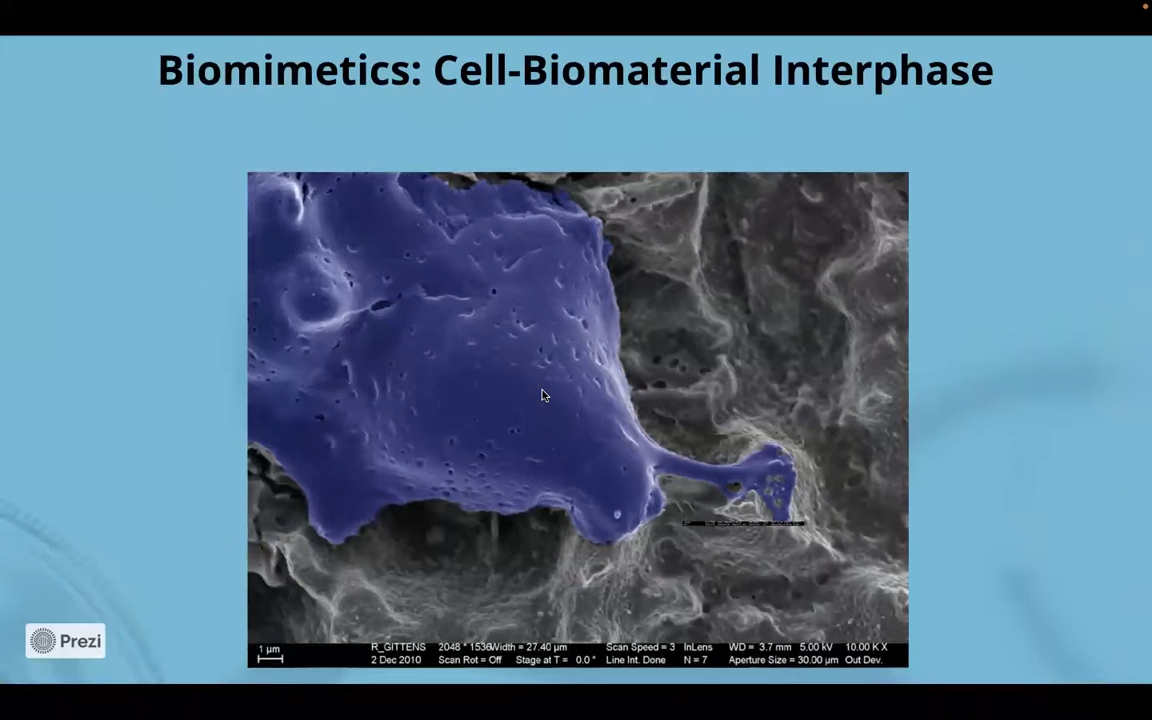 Biomimetics: Cell-Biomaterial Interphase
1 µm
R_GITTENS 2048 * 1536 Width = 27.40 µm Scan Speed = 3 InLens WD = 3.7 mm 5.00 kV 10.00 K X
2 Dec 2010 Scan Rot = Off Stage at T = 0.0 ° Line Int. Done N = 7 Aperture Size = 30.00 µm Out Dev.
Prezi